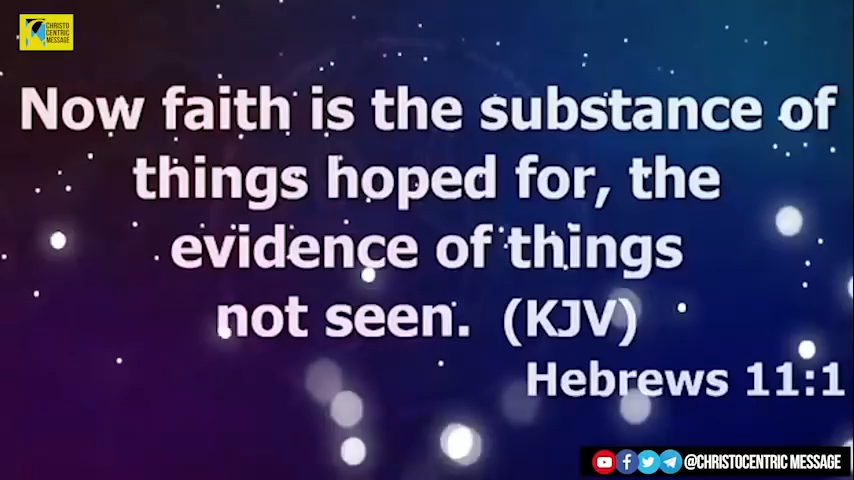 CHRISTO
CENTRIC
MESSAGE
Now faith is the substance of
things hoped for, the
evidence of things
not seen. (KJV)
Hebrews 11:1
@CHRISTOCENTRIC MESSAGE